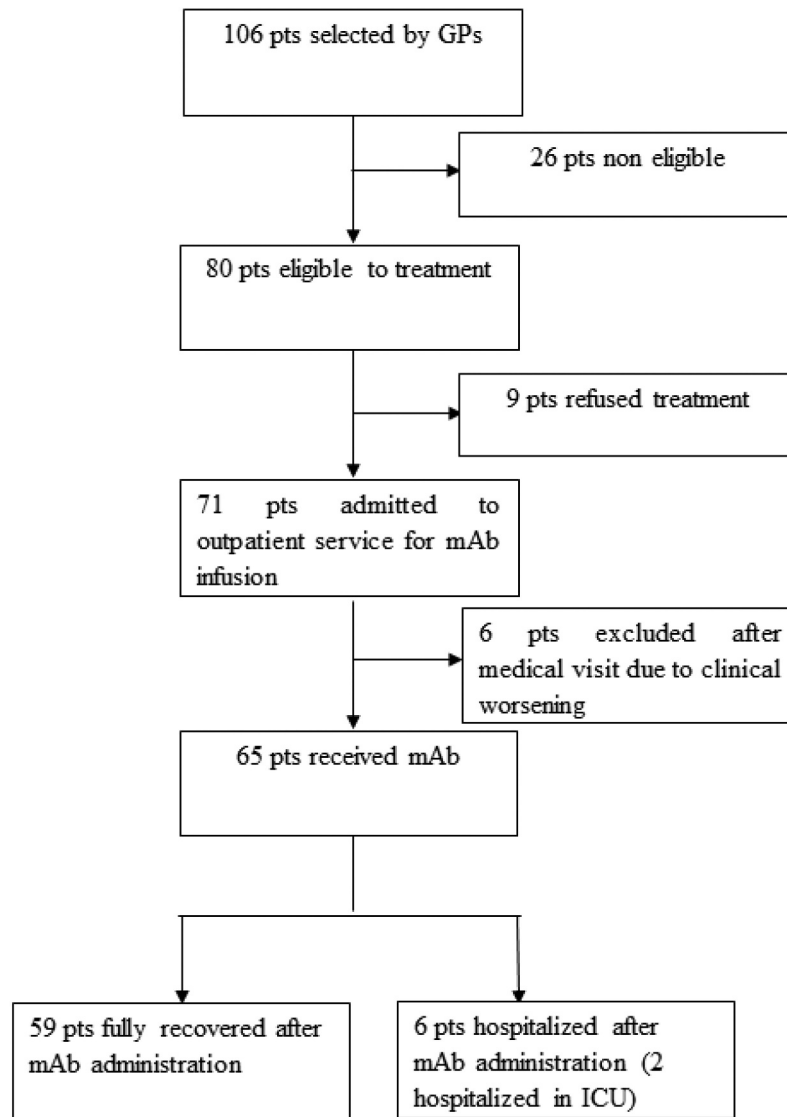 106 pts selected by GPs
26 pts non eligible
80 pts eligible to treatment
9 pts refused treatment
71 pts admitted to
outpatient service for mAb
infusion
6 pts excluded after
medical visit due to clinical
worsening
65 pts received mAb
59 pts fully recovered after
mAb administration
6 pts hospitalized after
mAb administration (2
hospitalized in ICU)